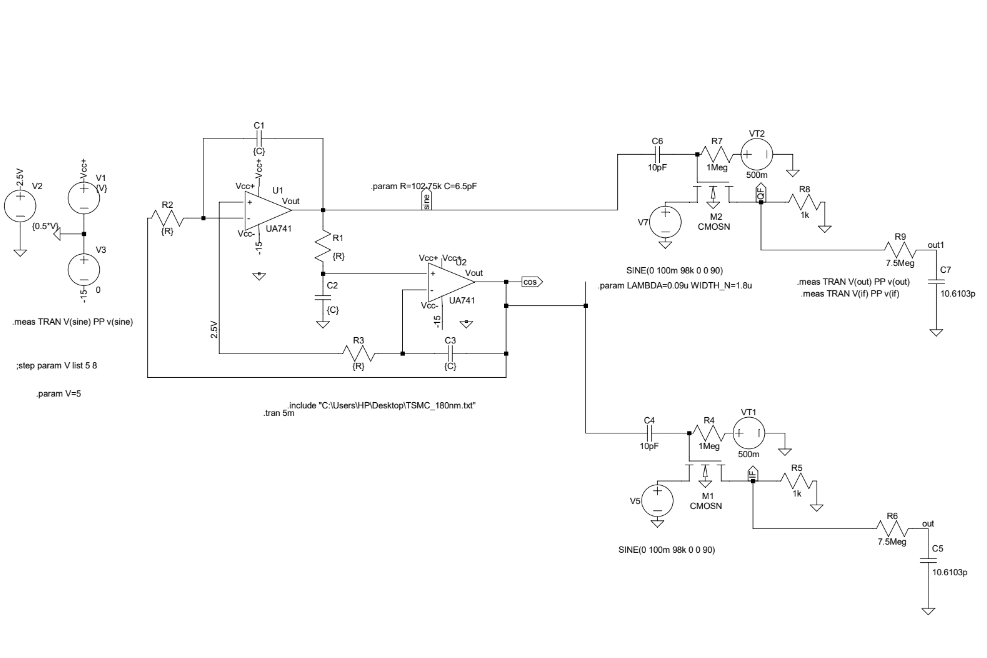 C1
{C}
Vcc+
2.5V
V2
Vcc+
V1
{V}
{0.5*V}
V3
-15
0
R2
{R}
Vcc+
U1
Vout
Vcc-
UA741
-15
.param R=102.75k C=6.5pF
sine
R1
{R}
C2
{C}
Vcc+
Vcc+
U2
Vout
Vcc-
UA741
-15
cos
2.5V
R3
{R}
C3
{C}
.meas TRAN V(sine) PP v(sine)
;step param V list 5 8
.param V=5
.include "C:\Users\HP\Desktop\TSMC_180nm.txt"
.tran 5m
C6
10pF
R7
1Meg
VT2
500m
V7
M2
CMOSN
QF
R8
1k
R9
7.5Meg
out1
C7
10.6103p
SINE(0 100m 98k 0 0 90)
.param LAMBDA=0.09u WIDTH_N=1.8u
.meas TRAN V(out) PP v(out)
.meas TRAN V(if) PP v(if)
C4
10pF
R4
1Meg
VT1
500m
V5
M1
CMOSN
IF
R5
1k
R6
7.5Meg
out
C5
10.6103p
SINE(0 100m 98k 0 0 90)